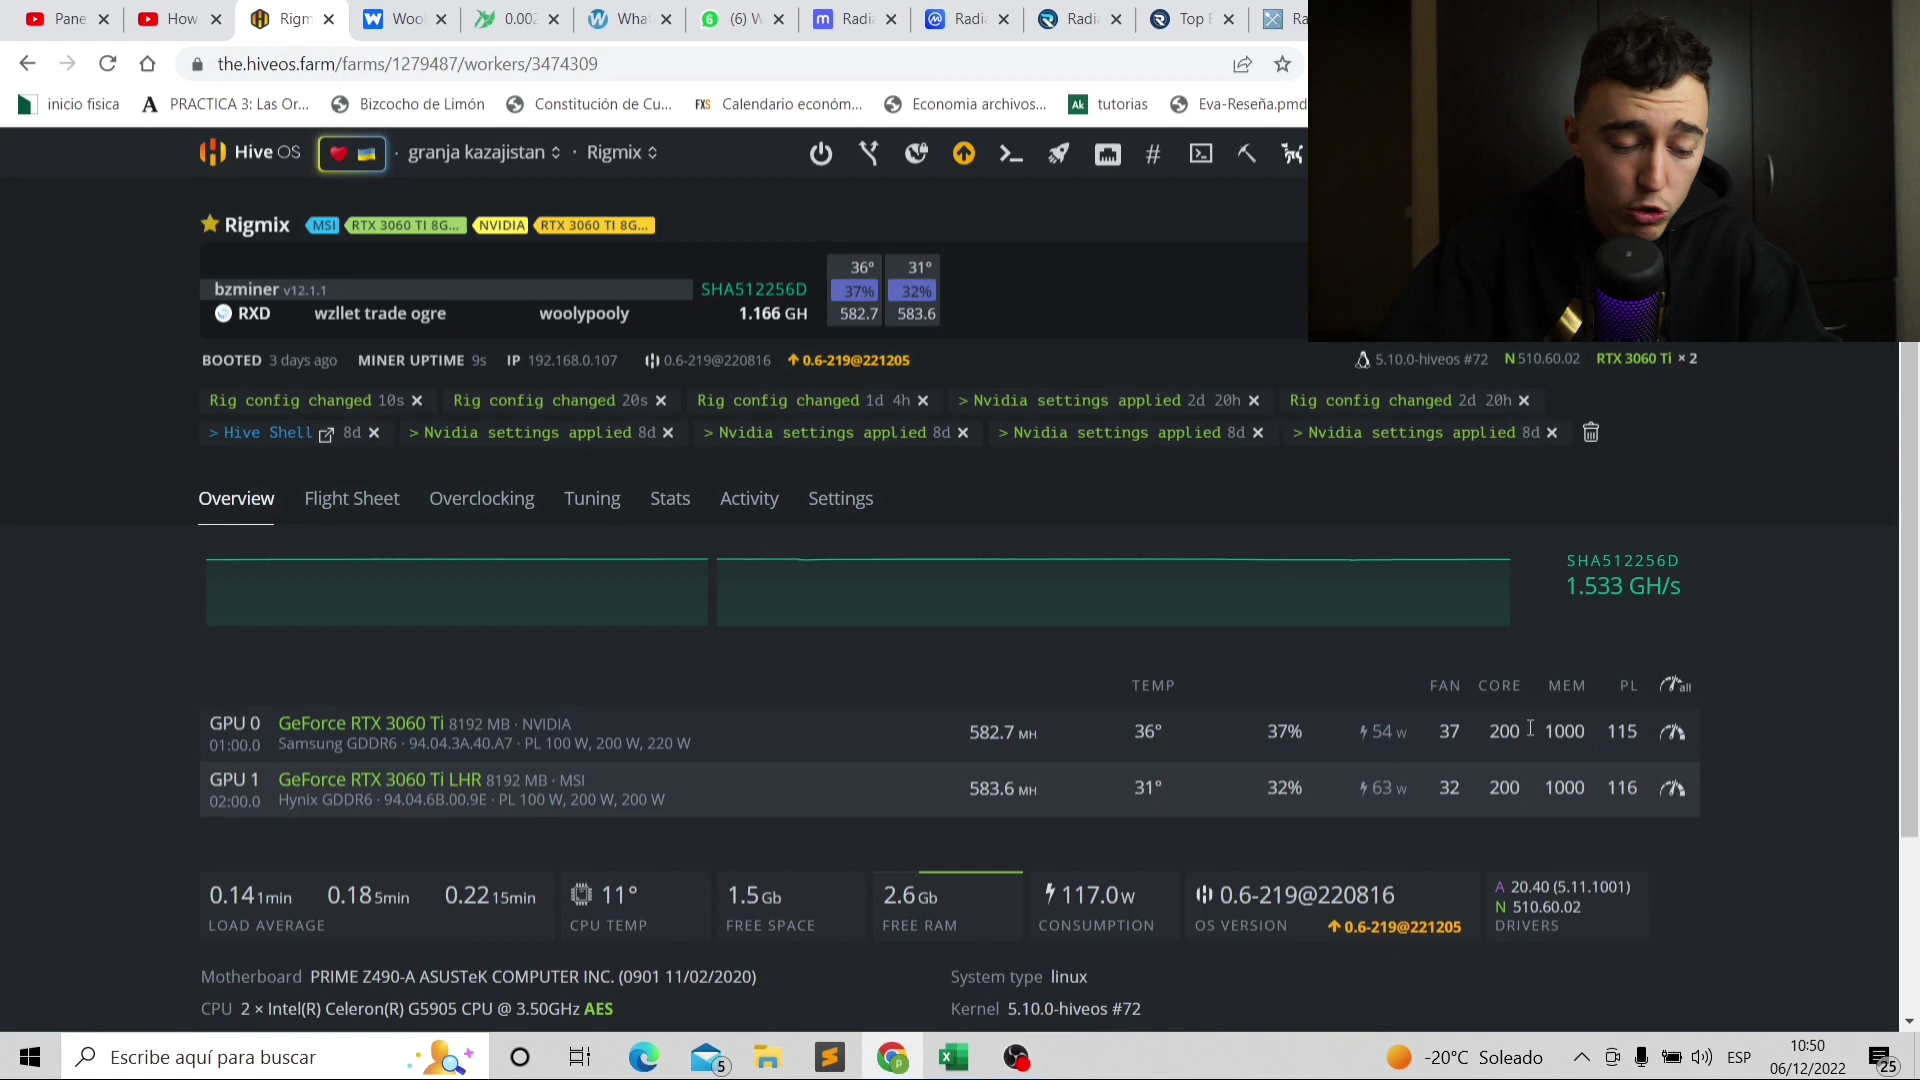 Pane
How
Rigm
Woo
0.002
Wha
(6) W
Radia
Radi
Radi
Top
Ra
the.hiveos.farm/farms/1279487/workers/3474309
inicio fisica
PRACTICA 3: Las Or...
Bizcocho de Limón
Constitución de Cu...
FXS Calendario económ...
Economia archivos...
Ak tutorias
Eva-Reseña.pmd
Hive OS · granja kazajistan · Rigmix
Rigmix MSI RTX 3060 TI 8G... NVIDIA RTX 3060 TI 8G...
36° 31°
bzminer v12.1.1 SHA512256D 37% 32%
RXD wzllet trade ogre woolypooly 1.166 GH 582.7 583.6
BOOTED 3 days ago MINER UPTIME 9s IP 192.168.0.107 0.6-219@220816 0.6-219@221205 5.10.0-hiveos #72 N 510.60.02 RTX 3060 Ti × 2
Rig config changed 10s × Rig config changed 20s × Rig config changed 1d 4h × > Nvidia settings applied 2d 20h × Rig config changed 2d 20h ×
> Hive Shell 8d × > Nvidia settings applied 8d × > Nvidia settings applied 8d × > Nvidia settings applied 8d × > Nvidia settings applied 8d ×
Overview Flight Sheet Overclocking Tuning Stats Activity Settings
SHA512256D
1.533 GH/s
TEMP FAN CORE MEM PL all
GPU 0 GeForce RTX 3060 Ti 8192 MB · NVIDIA 582.7 MH 36° 37% 54 W 37 200 1000 115
01:00.0 Samsung GDDR6 · 94.04.3A.40.A7 · PL 100 W, 200 W, 220 W
GPU 1 GeForce RTX 3060 Ti LHR 8192 MB · MSI 583.6 MH 31° 32% 63 W 32 200 1000 116
02:00.0 Hynix GDDR6 · 94.04.6B.00.9E · PL 100 W, 200 W, 200 W
0.14 1min 0.18 5min 0.22 15min
LOAD AVERAGE
11°
CPU TEMP
1.5 Gb
FREE SPACE
2.6 Gb
FREE RAM
117.0 w
CONSUMPTION
0.6-219@220816
OS VERSION 0.6-219@221205
A 20.40 (5.11.1001)
N 510.60.02
DRIVERS
Motherboard PRIME Z490-A ASUSTeK COMPUTER INC. (0901 11/02/2020)
System type linux
CPU 2 × Intel(R) Celeron(R) G5905 CPU @ 3.50GHz AES
Kernel 5.10.0-hiveos #72
Escribe aquí para buscar
5
-20°C Soleado
ESP
10:50
06/12/2022
25